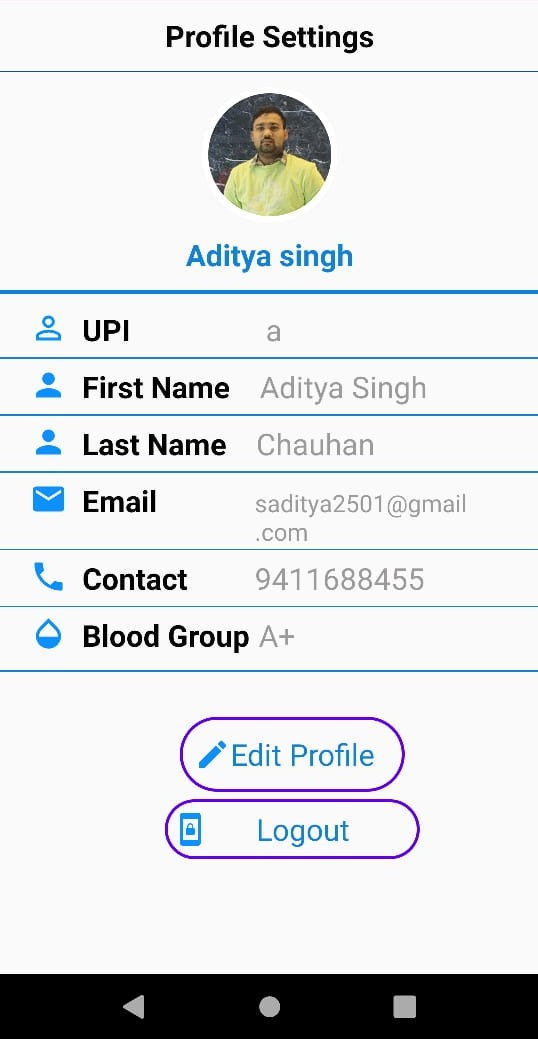 Profile Settings
Aditya singh
UPI a
First Name Aditya Singh
Last Name Chauhan
Email saditya2501@gmail
.com
Contact 9411688455
Blood Group A+
Edit Profile
Logout